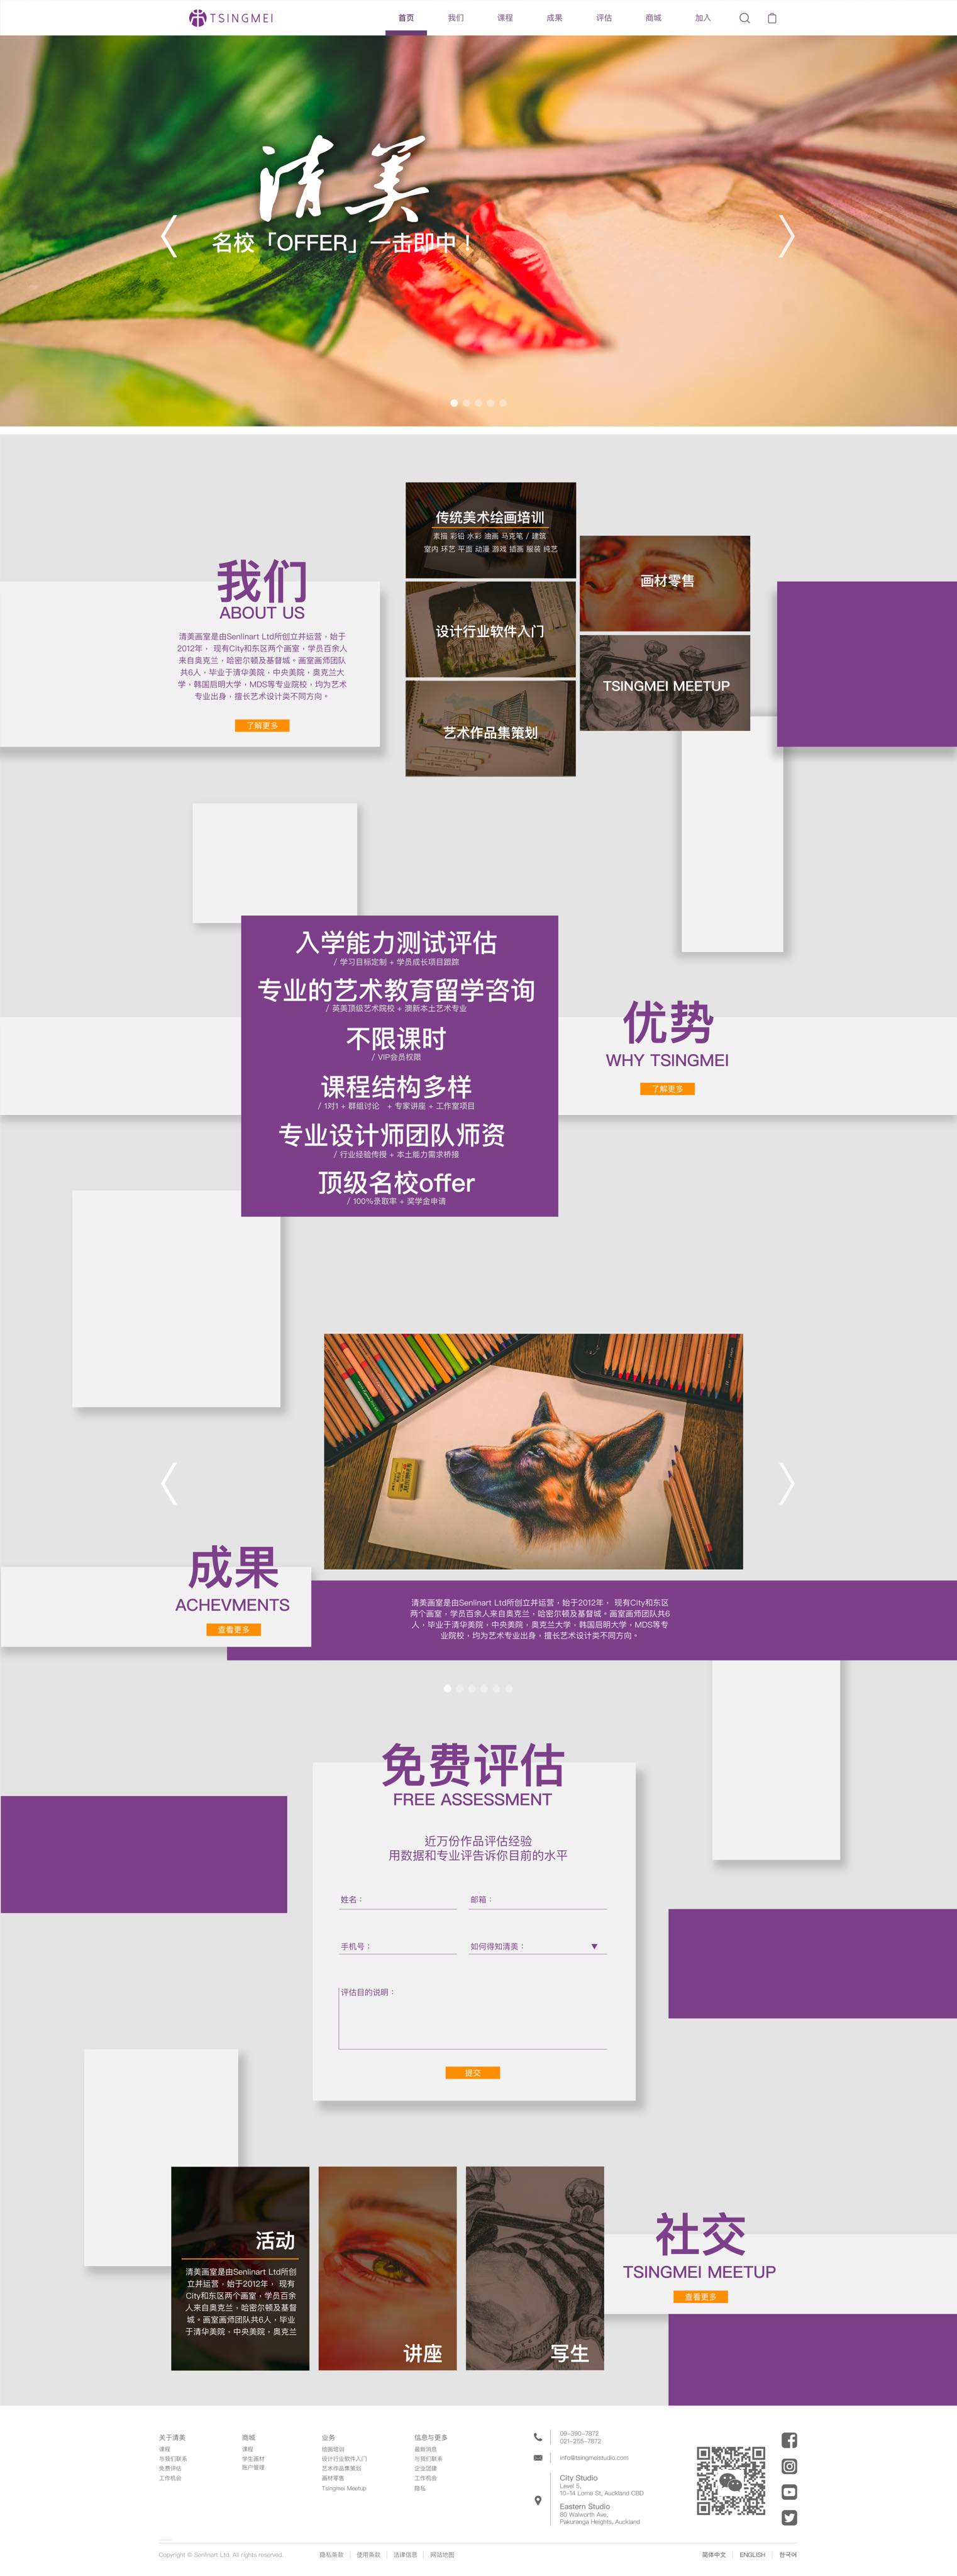 TSINGMEI
首页 我们 课程 成果 评估 商城 加入
清美
名校「OFFER」一击即中！
传统美术绘画培训
素描 彩铅 水彩 油画 马克笔 / 建筑
室内 环艺 平面 动漫 游戏 插画 服装 纯艺
画材零售
设计行业软件入门
TSINGMEI MEETUP
艺术作品集策划
我们
ABOUT US
清美画室是由Senlinart Ltd所创立并运营，始于
2012年， 现有City和东区两个画室，学员百余人
来自奥克兰，哈密尔顿及基督城。画室画师团队
共6人，毕业于清华美院，中央美院，奥克兰大
学，韩国启明大学，MDS等专业院校，均为艺术
专业出身，擅长艺术设计类不同方向。
了解更多
入学能力测试评估
/ 学习目标定制 + 学员成长项目跟踪
专业的艺术教育留学咨询
/ 英美顶级艺术院校 + 澳新本土艺术专业
不限课时
/ VIP会员权限
课程结构多样
/ 1对1 + 群组讨论 + 专家讲座 + 工作室项目
专业设计师团队师资
/ 行业经验传授 + 本土能力需求桥接
顶级名校offer
/ 100%录取率 + 奖学金申请
优势
WHY TSINGMEI
了解更多
成果
ACHEVMENTS
查看更多
清美画室是由Senlinart Ltd所创立并运营，始于2012年， 现有City和东区
两个画室，学员百余人来自奥克兰，哈密尔顿及基督城。画室画师团队共6
人，毕业于清华美院，中央美院，奥克兰大学，韩国启明大学，MDS等专
业院校，均为艺术专业出身，擅长艺术设计类不同方向。
免费评估
FREE ASSESSMENT
近万份作品评估经验
用数据和专业评告诉你目前的水平
姓名： 邮箱：
手机号： 如何得知清美： ▼
评估目的说明：
提交
活动
清美画室是由Senlinart Ltd所创
立并运营，始于2012年， 现有
City和东区两个画室，学员百余
人来自奥克兰，哈密尔顿及基督
城。画室画师团队共6人，毕业
于清华美院，中央美院，奥克兰
讲座
写生
社交
TSINGMEI MEETUP
查看更多
关于清美
课程
与我们联系
免费评估
工作机会
商城
课程
学生画材
账户管理
业务
绘画培训
设计行业软件入门
艺术作品集策划
画材零售
Tsingmei Meetup
信息与更多
最新消息
与我们联系
企业团建
工作机会
隐私
09-390-7872
021-255-7872
info@tsingmeistudio.com
City Studio
Level 5,
10-14 Lorne St, Auckland CBD
Eastern Studio
80 Walworth Ave,
Pakuranga Heights, Auckland
Copyright © Senlinart Ltd. All rights reserved.
隐私条款 使用条款 法律信息 网站地图
简体中文 ENGLISH 한국어